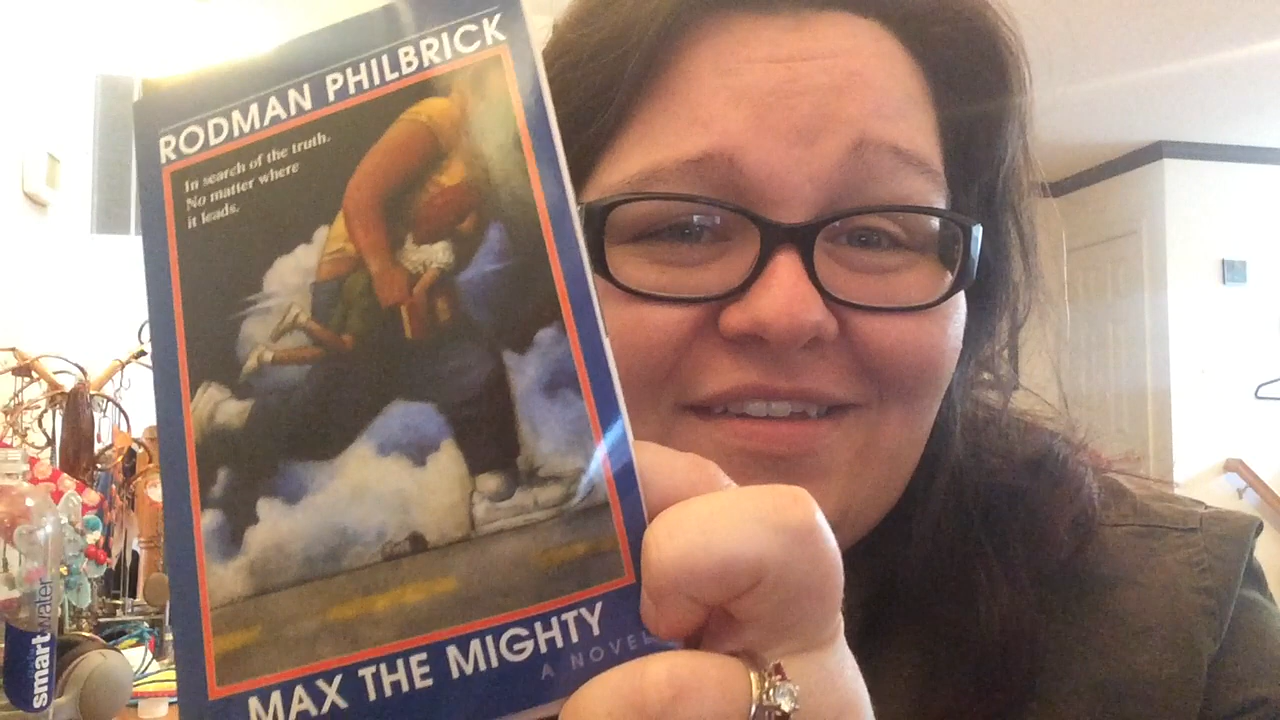 RODMAN PHILBRICK
In search of the truth.
No matter where
it leads.
MAX THE MIGHTY
A NOVEL
smartwater